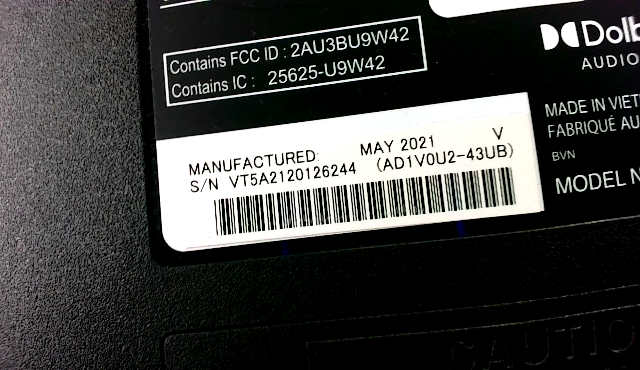 Contains FCC ID : 2AU3BU9W42
Contains IC : 25625-U9W42
AUDIO
MADE IN
FABRIQUÉ AU
BVN
MODEL
MANUFACTURED: MAY 2021 V
S/N VT5A2120126244 (AD1V0U2-43UB)
CAUTIO